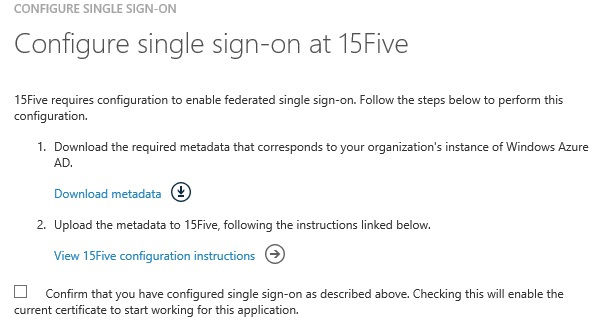 CONFIGURE SINGLE SIGN-ON
Configure single sign-on at 15Five
15Five requires configuration to enable federated single sign-on. Follow the steps below to perform this
configuration.
1. Download the required metadata that corresponds to your organization's instance of Windows Azure
AD.
Download metadata
2. Upload the metadata to 15Five, following the instructions linked below.
View 15Five configuration instructions
Confirm that you have configured single sign-on as described above. Checking this will enable the
current certificate to start working for this application.